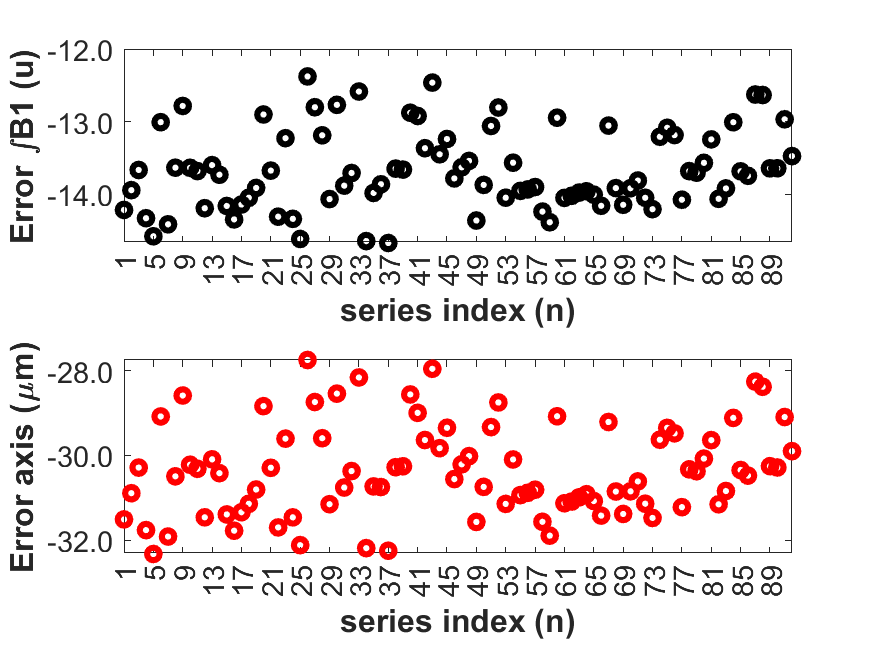 Error ∫B1 (u)
-12.0
-13.0
-14.0
1 5 9 13 17 21 25 29 33 37 41 45 49 53 57 61 65 69 73 77 81 85 89
series index (n)
Error axis (μm)
-28.0
-30.0
-32.0
1 5 9 13 17 21 25 29 33 37 41 45 49 53 57 61 65 69 73 77 81 85 89
series index (n)